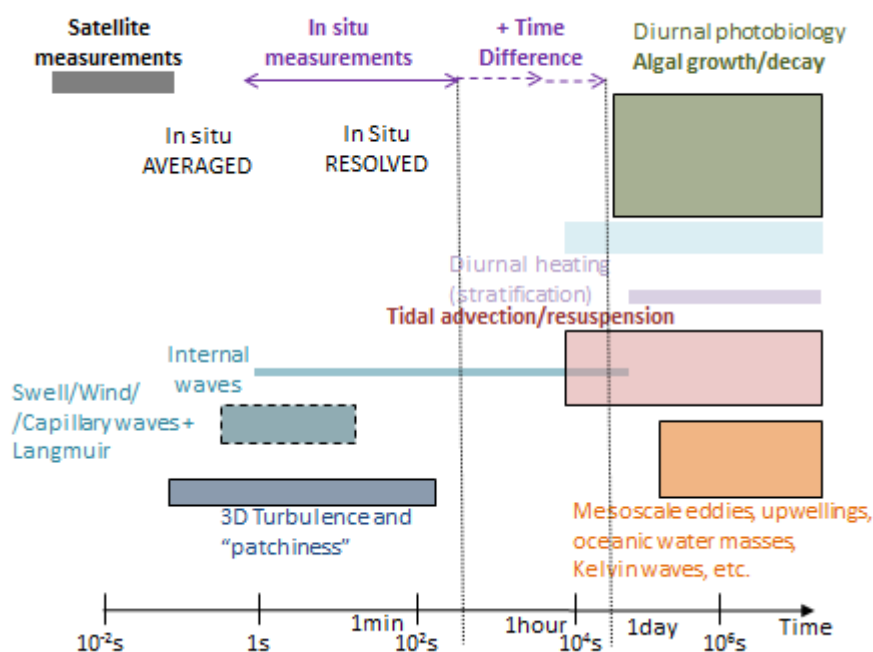 Satellite
measurements
In situ
measurements
+ Time
Difference
Diurnal photobiology
Algal growth/decay
In situ
AVERAGED
In Situ
RESOLVED
Diurnal heating
(stratification)
Tidal advection/resuspension
Internal
waves
Swell/Wind/
/Capillary waves +
Langmuir
3D Turbulence and
“patchiness”
Mesoscale eddies, upwellings,
oceanic water masses,
Kelvin waves, etc.
1min
1hour
1day
Time
10⁻²s
1s
10²s
10⁴s
10⁶s